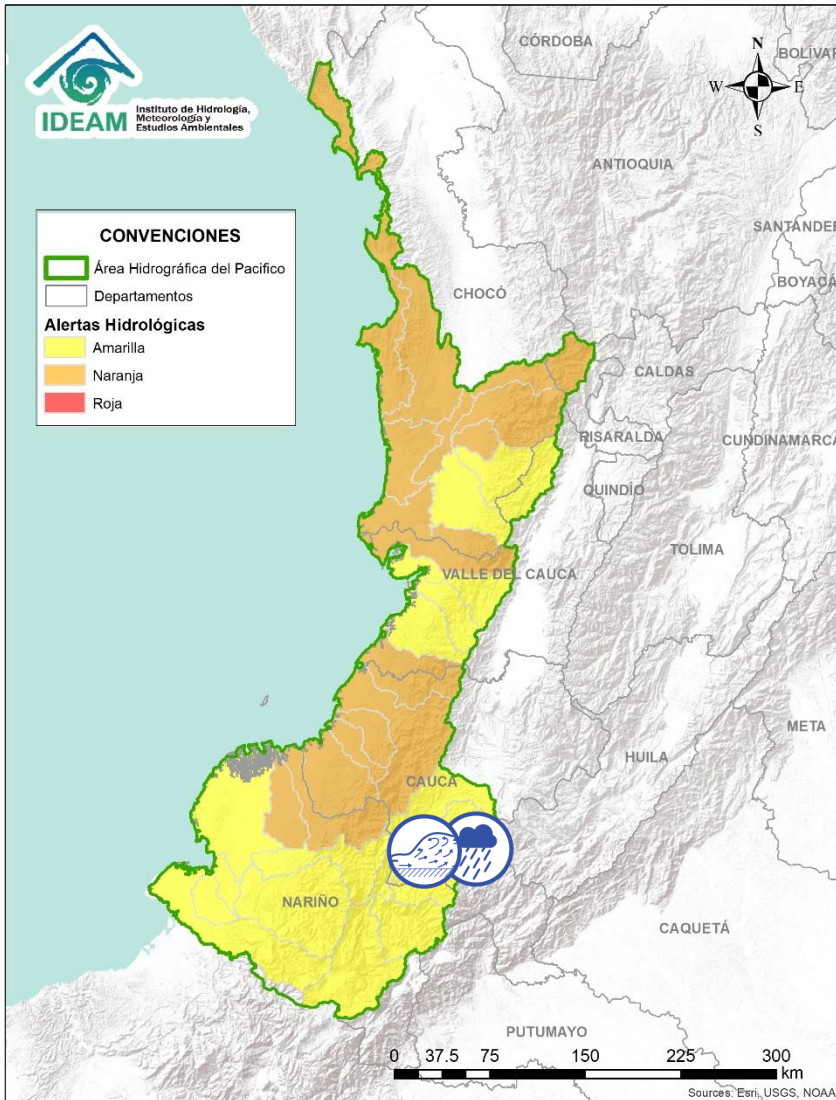 IDEAM
Instituto de Hidrología,
Meteorología y
Estudios Ambientales
N
W
E
S
CÓRDOBA
BOLÍVAR
ANTIOQUIA
SANTANDER
BOYACÁ
CHOCÓ
CALDAS
RISARALDA
CUNDINAMARCA
QUINDÍO
TOLIMA
VALLE DEL CAUCA
META
HUILA
CAUCA
NARIÑO
CAQUETÁ
PUTUMAYO
CONVENCIONES
Área Hidrográfica del Pacifico
Departamentos
Alertas Hidrológicas
Amarilla
Naranja
Roja
0 37.5 75 150 225 300
km
Sources: Esri, USGS, NOAA